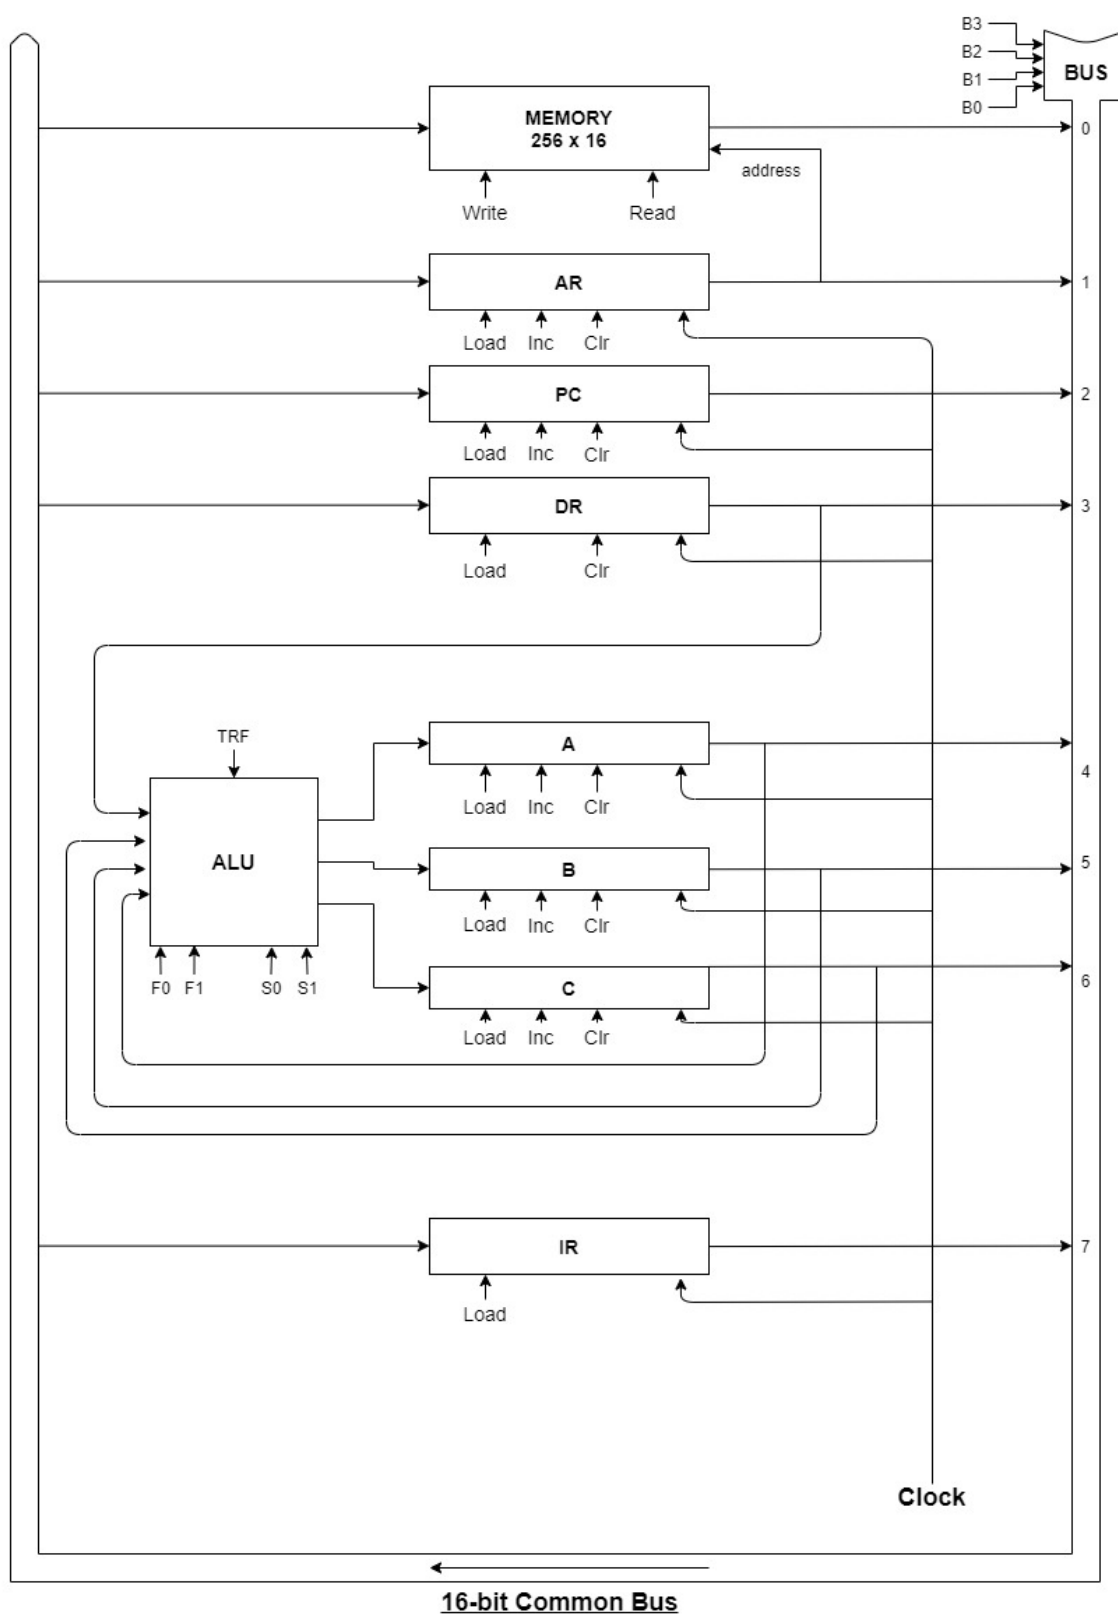 B3
B2
B1
B0
BUS
MEMORY
256 x 16
0
address
Write Read
AR
1
Load Inc Clr
PC
2
Load Inc Clr
DR
3
Load Clr
TRF
A
4
Load Inc Clr
ALU
B
5
Load Inc Clr
F0 F1 S0 S1
C
6
Load Inc Clr
IR
7
Load
Clock
16-bit Common Bus